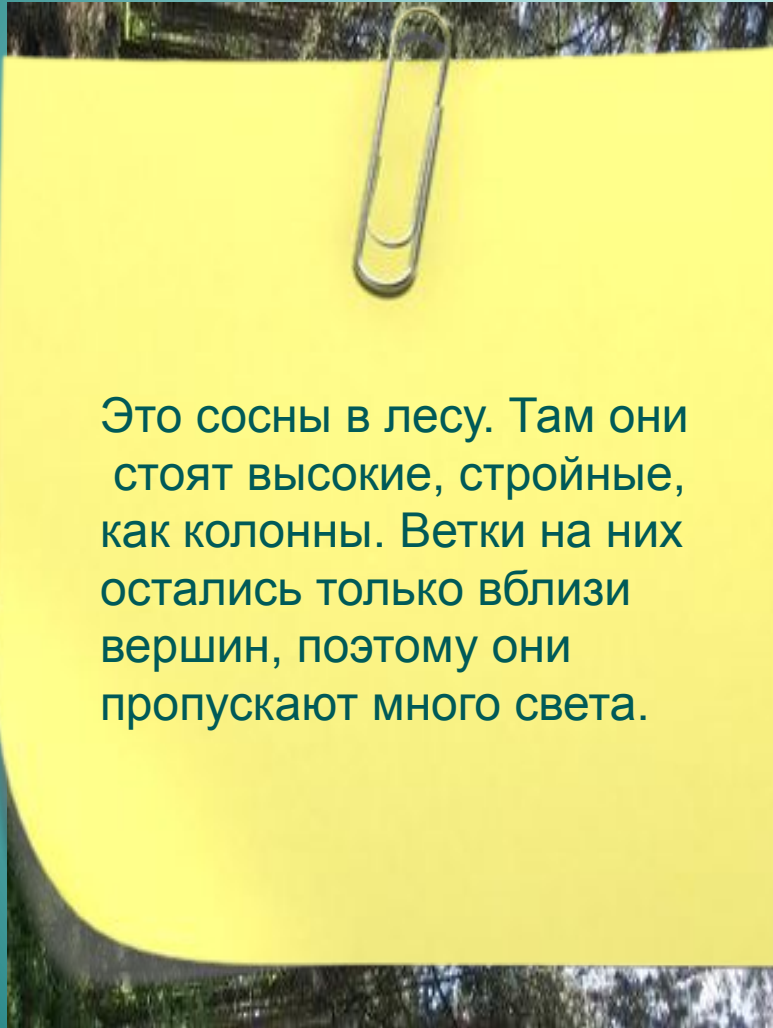 Это сосны в лесу. Там они
стоят высокие, стройные,
как колонны. Ветки на них
остались только вблизи
вершин, поэтому они
пропускают много света.